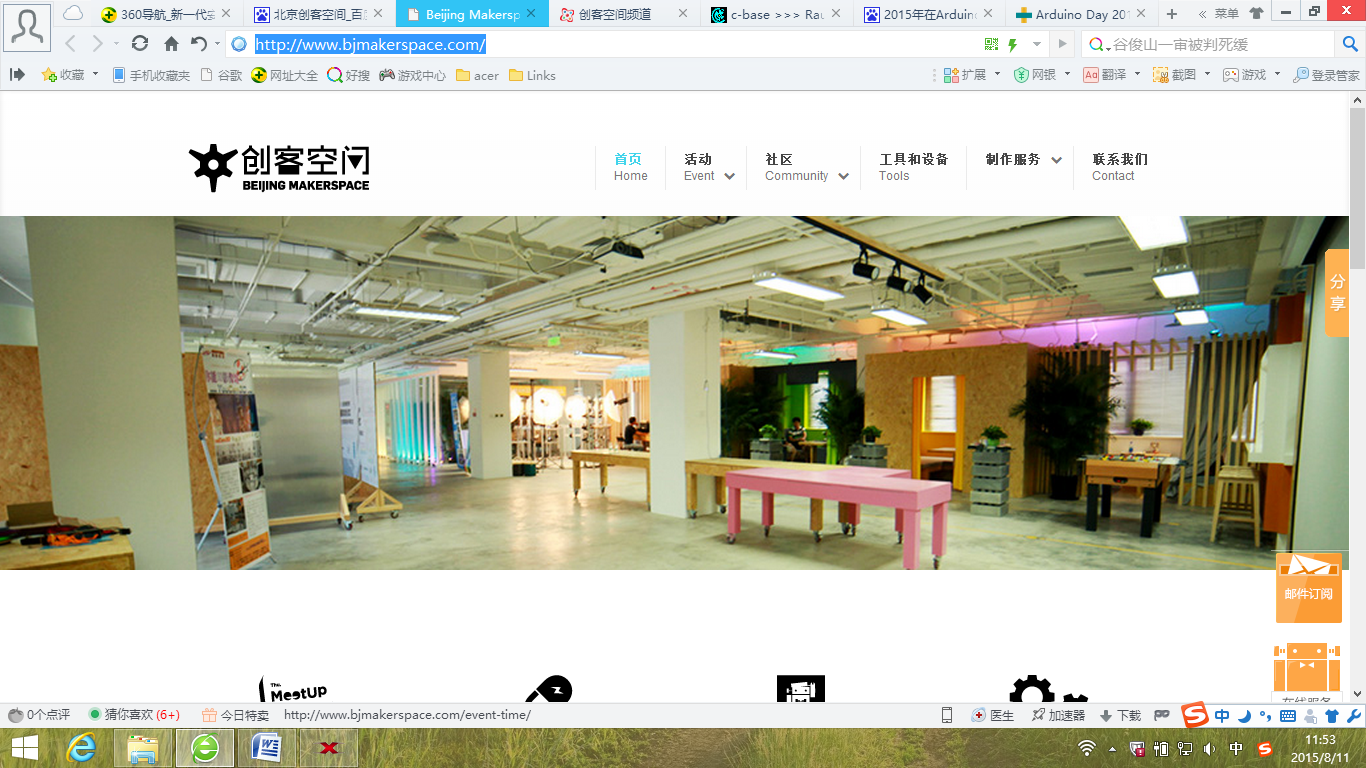 360导航_新一代安
北京创客空间_百度
Beijing Makersp
创客空间频道
c-base >>> Rau
2015年在Arduin
Arduino Day 201
菜单
http://www.bjmakerspace.com/
谷俊山一审被判死缓
收藏
手机收藏夹
谷歌
网址大全
好搜
游戏中心
acer
Links
扩展
网银
翻译
截图
游戏
登录管家
创客空间
BEIJING MAKERSPACE
首页
Home
活动
Event
社区
Community
工具和设备
Tools
制作服务
联系我们
Contact
分享
邮件订阅
在线服务
The
MeetUp
0个点评
猜你喜欢 (6+)
今日特卖
http://www.bjmakerspace.com/event-time/
医生
加速器
下载
中
中
11:53
2015/8/11